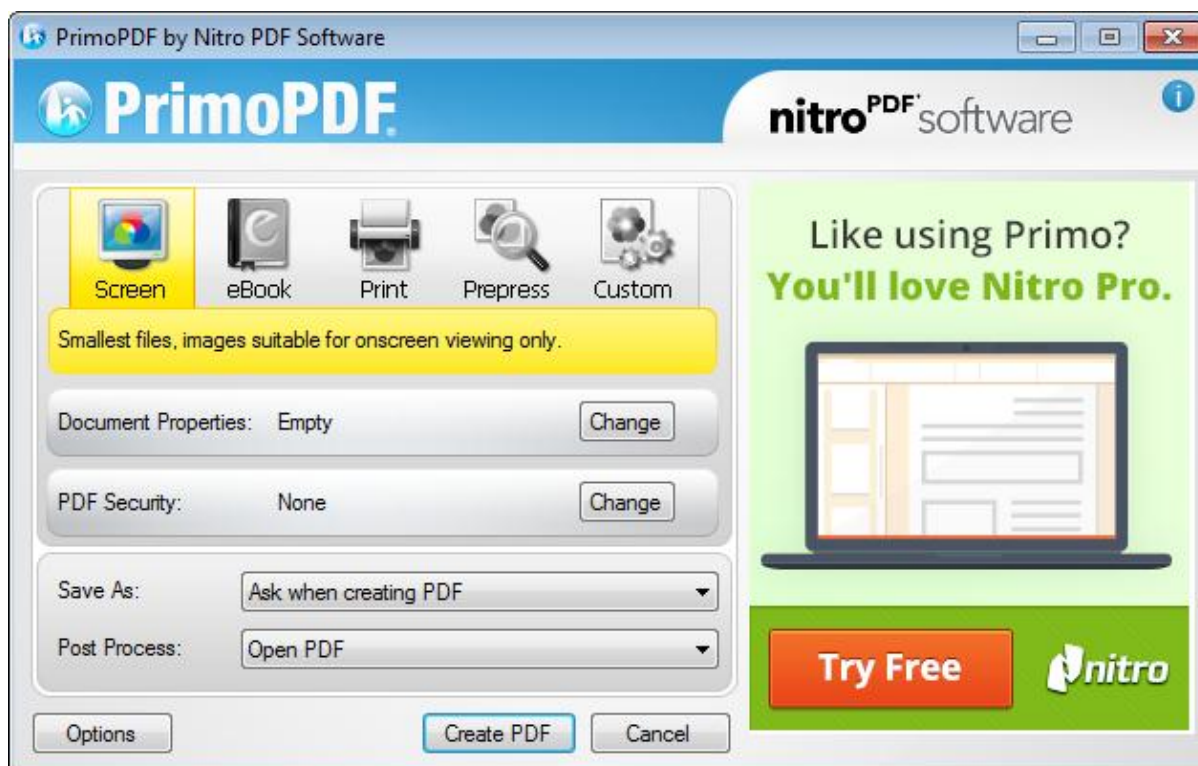 PrimoPDF by Nitro PDF Software
PrimoPDF®
nitroPDF® software
i
Screen
eBook
Print
Prepress
Custom
Smallest files, images suitable for onscreen viewing only.
Document Properties: Empty Change
PDF Security: None Change
Save As: Ask when creating PDF
Post Process: Open PDF
Options
Create PDF
Cancel
Like using Primo?
You'll love Nitro Pro.
Try Free
nitro